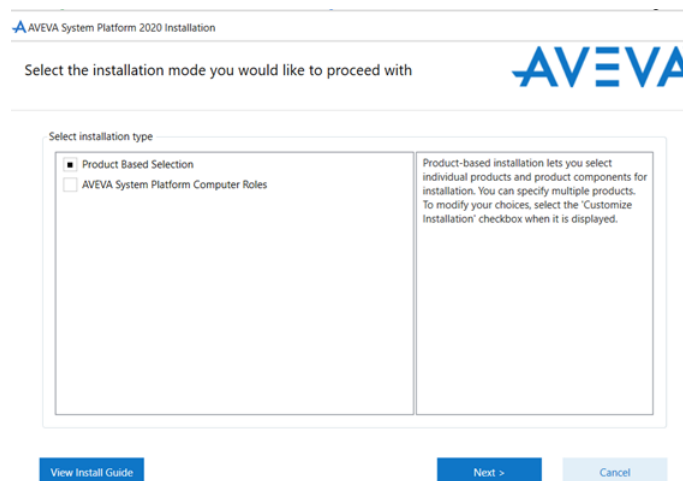 AVEVA System Platform 2020 Installation
Select the installation mode you would like to proceed with
AVEVA
Select installation type
Product Based Selection
AVEVA System Platform Computer Roles
Product-based installation lets you select
individual products and product components for
installation. You can specify multiple products.
To modify your choices, select the 'Customize
Installation' checkbox when it is displayed.
View Install Guide
Next >
Cancel